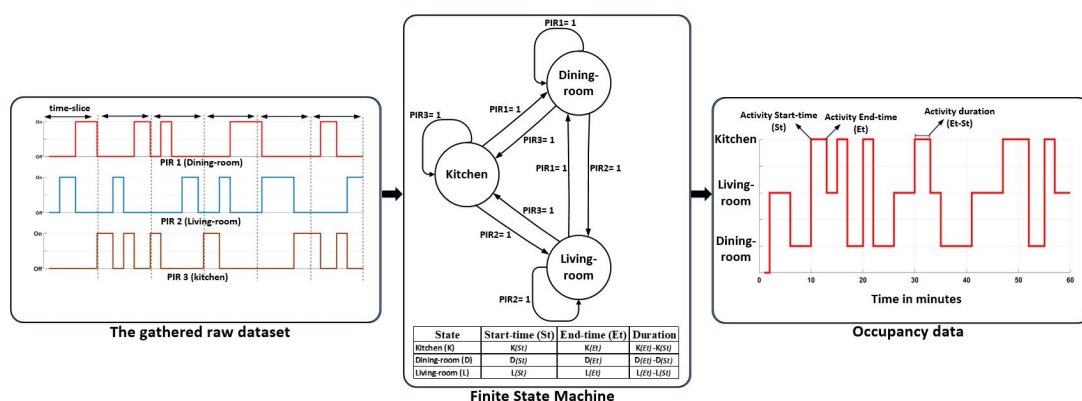 time-slice
On
Off
PIR 1 (Dining-room)
On
Off
PIR 2 (Living-room)
On
Off
PIR 3 (kitchen)
The gathered raw dataset
PIR1= 1
Dining-
room
PIR3= 1
PIR1= 1
PIR3= 1
Kitchen
PIR1= 1
PIR2= 1
PIR3= 1
PIR2= 1
Living-
room
PIR2= 1
State Start-time (St) End-time (Et) Duration
Kitchen (K) K(St) K(Et) K(Et)-K(St)
Dining-room (D) D(St) D(Et) D(Et)-D(St)
Living-room (L) L(St) L(Et) L(Et)-L(St)
Finite State Machine
Activity Start-time
(St)
Activity End-time
(Et)
Activity duration
(Et-St)
Kitchen
Living-
room
Dining-
room
0 10 20 30 40 50 60
Time in minutes
Occupancy data